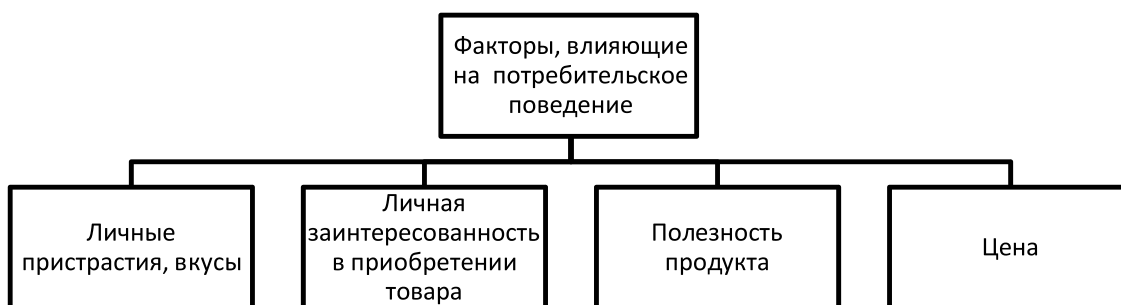 Факторы, влияющие
на потребительское
поведение
Личные
пристрастия, вкусы
Личная
заинтересованность
в приобретении
товара
Полезность
продукта
Цена